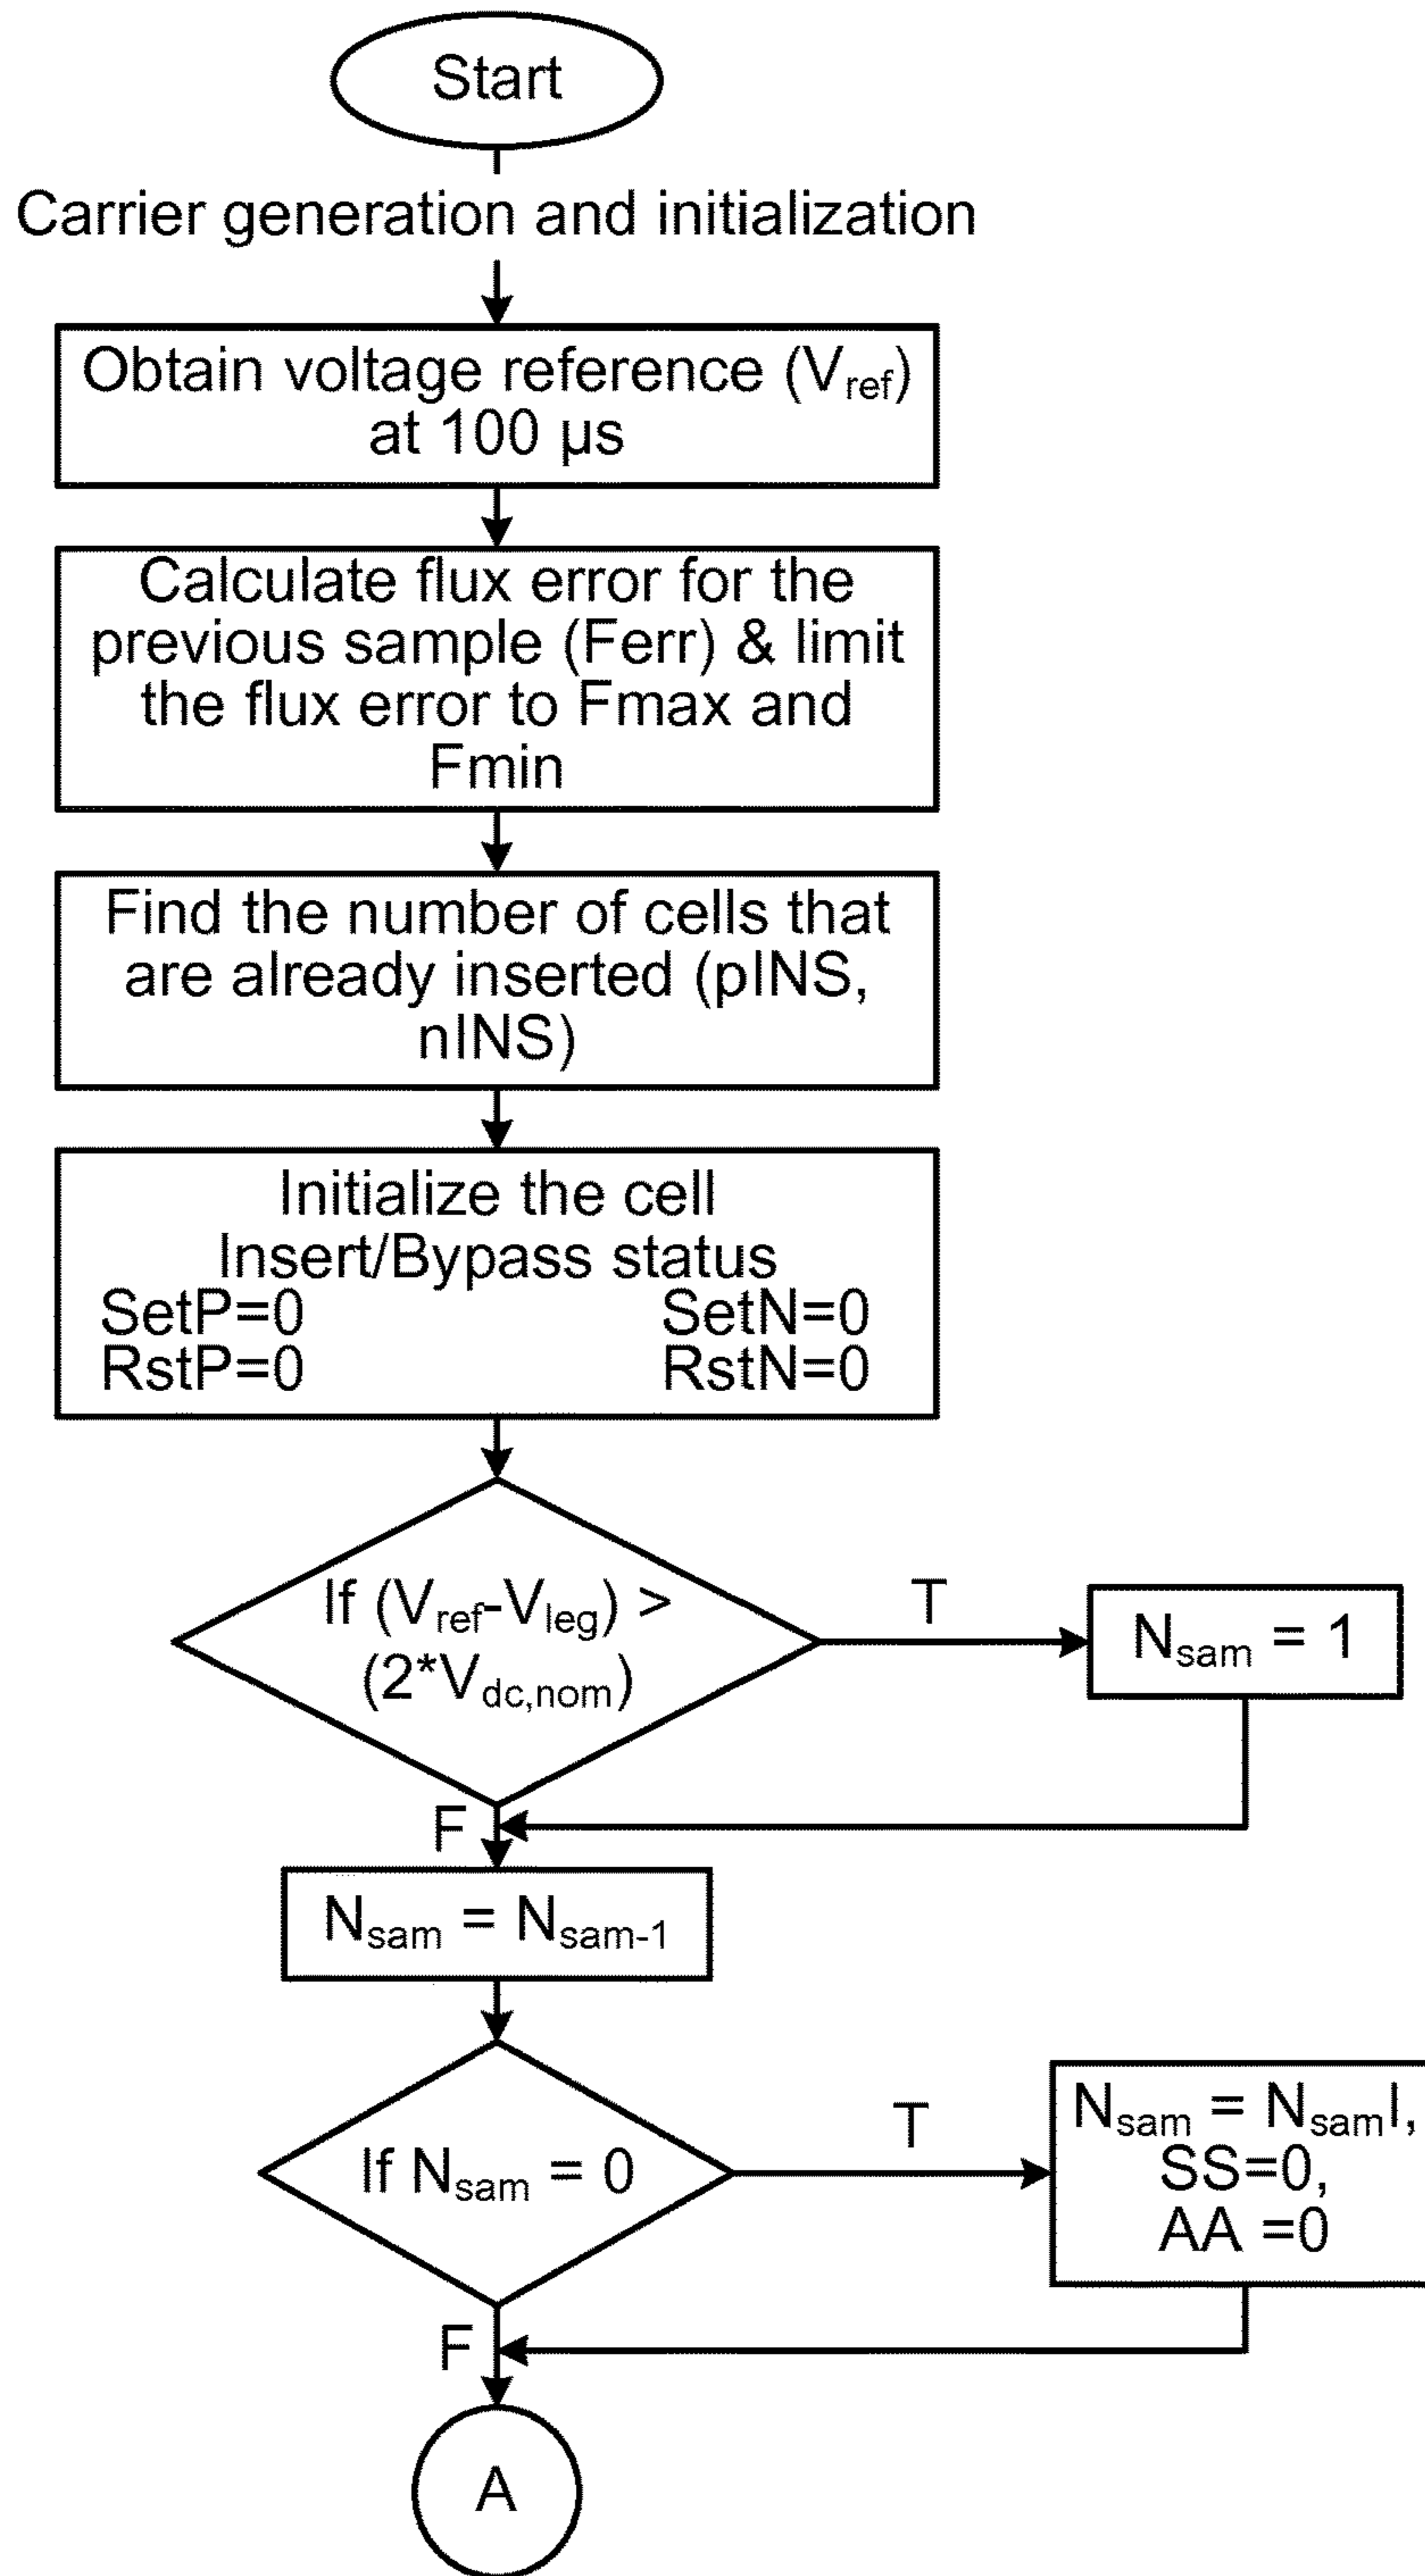 Start
Carrier generation and initialization
Obtain voltage reference (Vref)
at 100 µs
Calculate flux error for the
previous sample (Ferr) & limit
the flux error to Fmax and
Fmin
Find the number of cells that
are already inserted (pINS,
nINS)
Initialize the cell
Insert/Bypass status
SetP=0 SetN=0
RstP=0 RstN=0
If (Vref-Vleg) >
(2*Vdc,nom)
T
Nsam = 1
F
Nsam = Nsam-1
If Nsam = 0
T
Nsam = NsamI,
SS=0,
AA =0
F
A